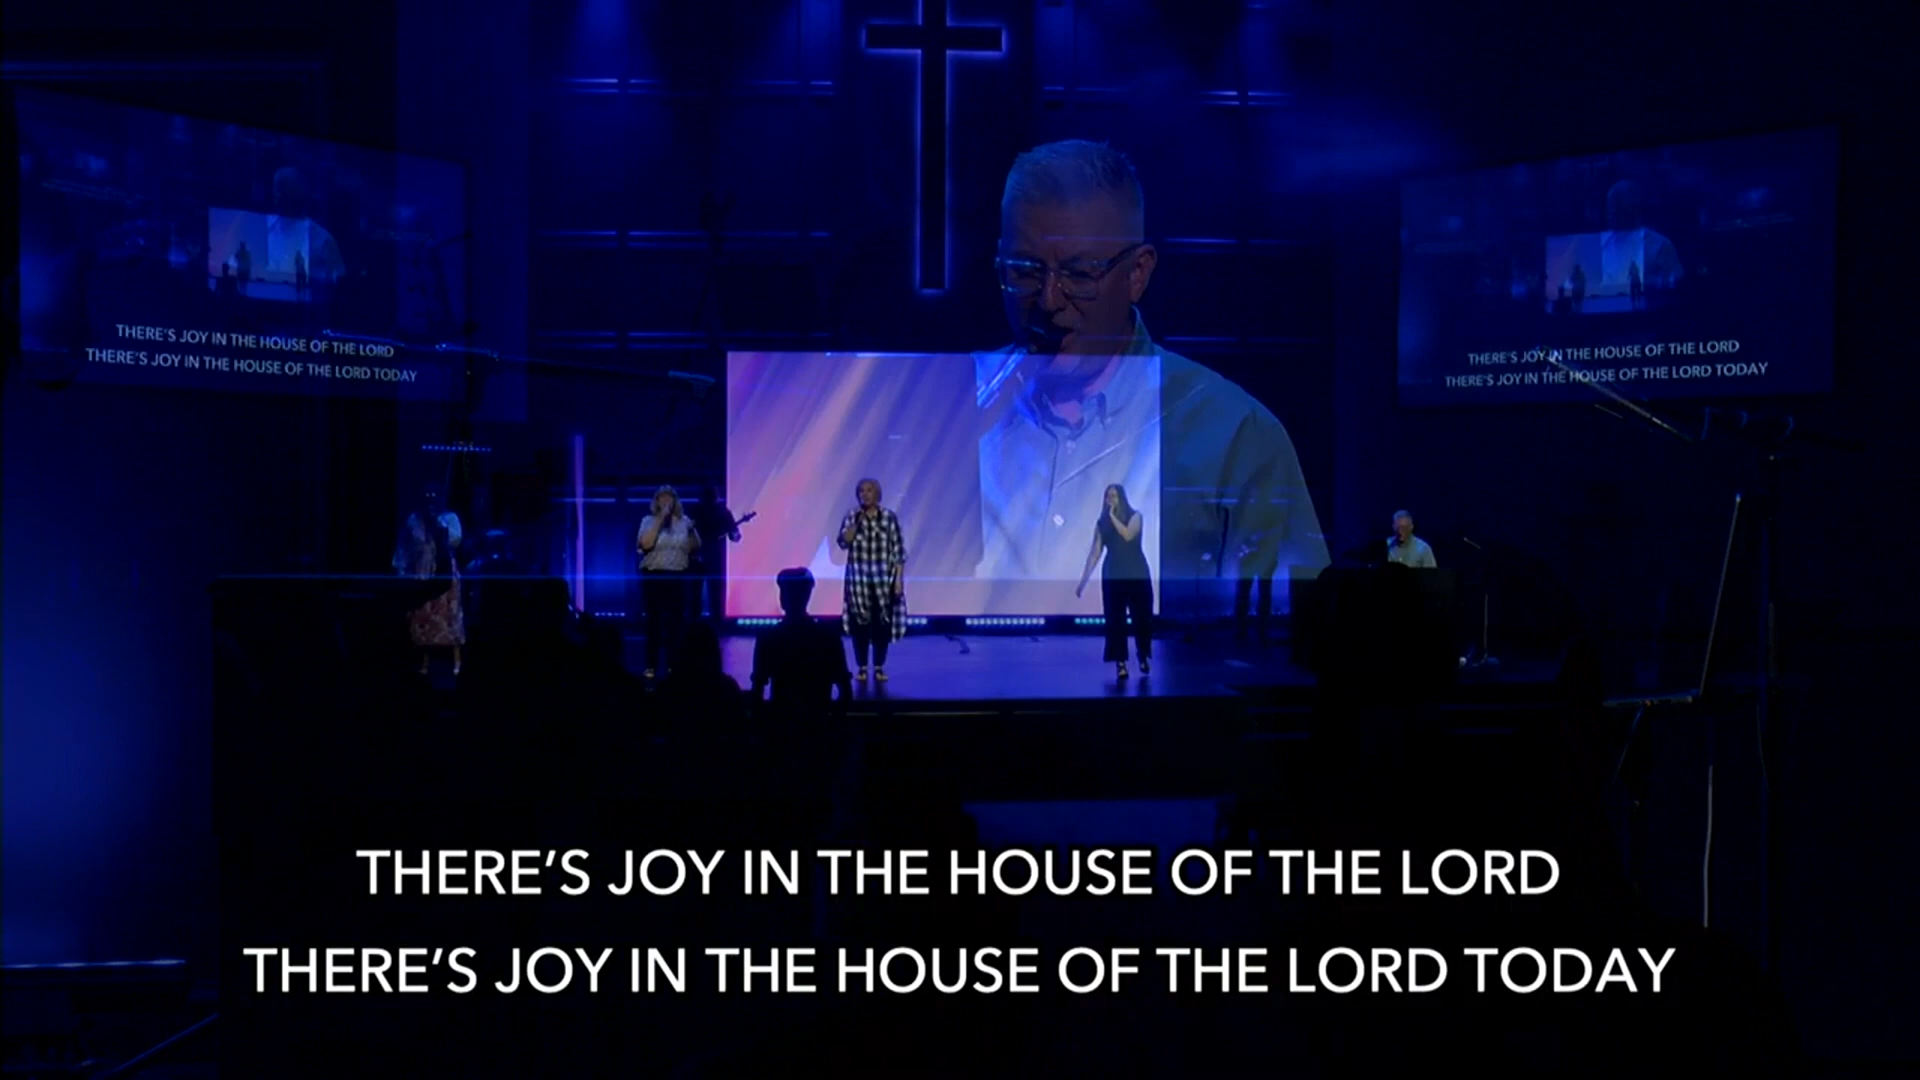 THERE'S JOY IN THE HOUSE OF THE LORD
THERE'S JOY IN THE HOUSE OF THE LORD TODAY
THERE'S JOY IN THE HOUSE OF THE LORD
THERE'S JOY IN THE HOUSE OF THE LORD TODAY
THERE’S JOY IN THE HOUSE OF THE LORD
THERE’S JOY IN THE HOUSE OF THE LORD TODAY